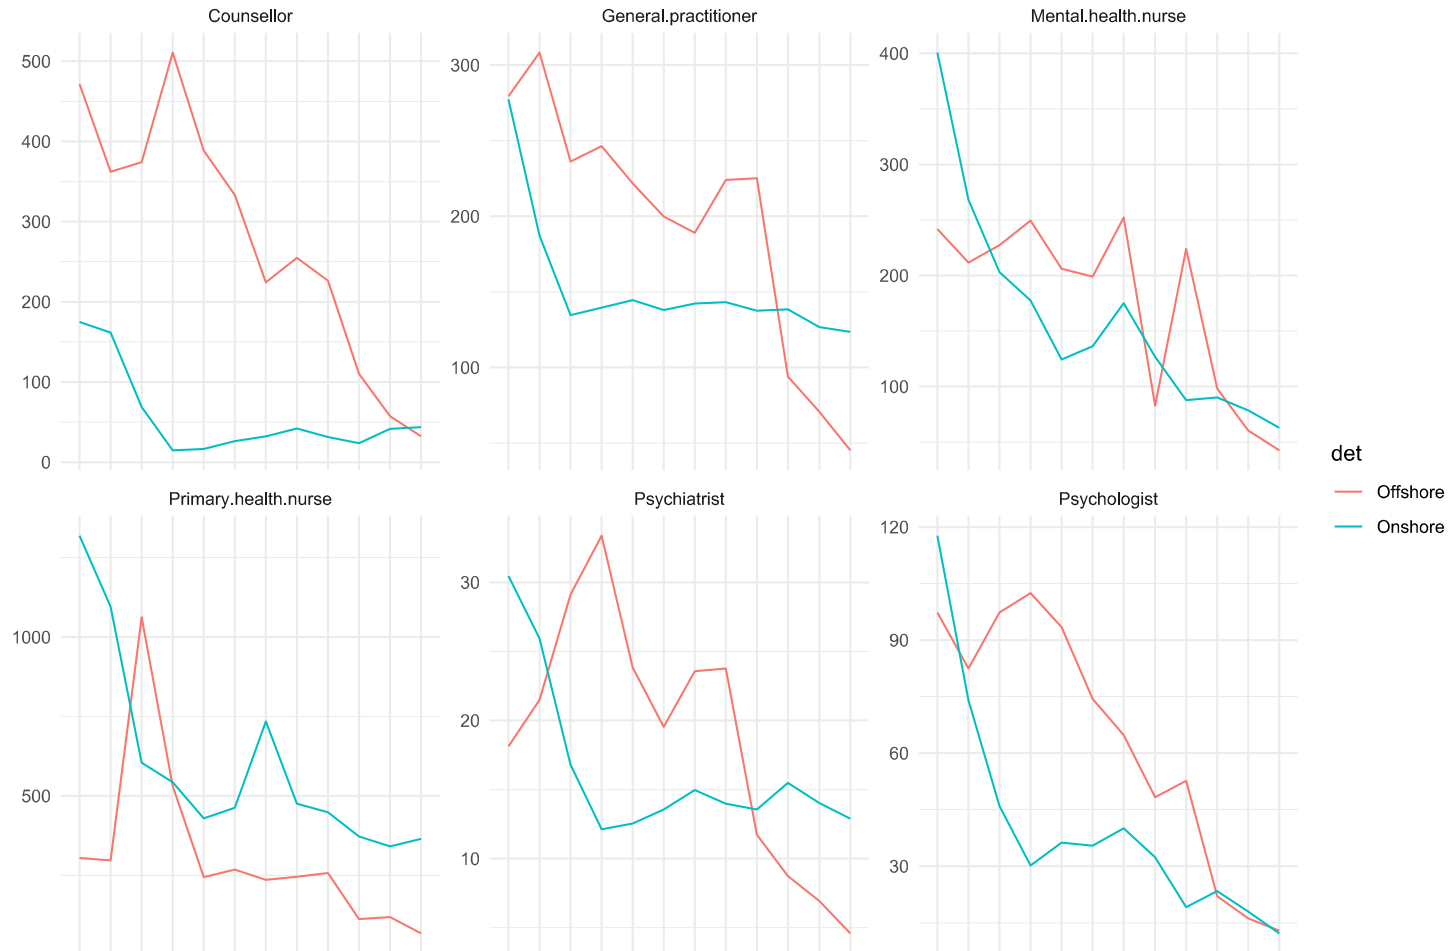 Counsellor
500
400
300
200
100
0
General.practitioner
300
200
100
Mental.health.nurse
400
300
200
100
Primary.health.nurse
1000
500
Psychiatrist
30
20
10
Psychologist
120
90
60
30
det
Offshore
Onshore